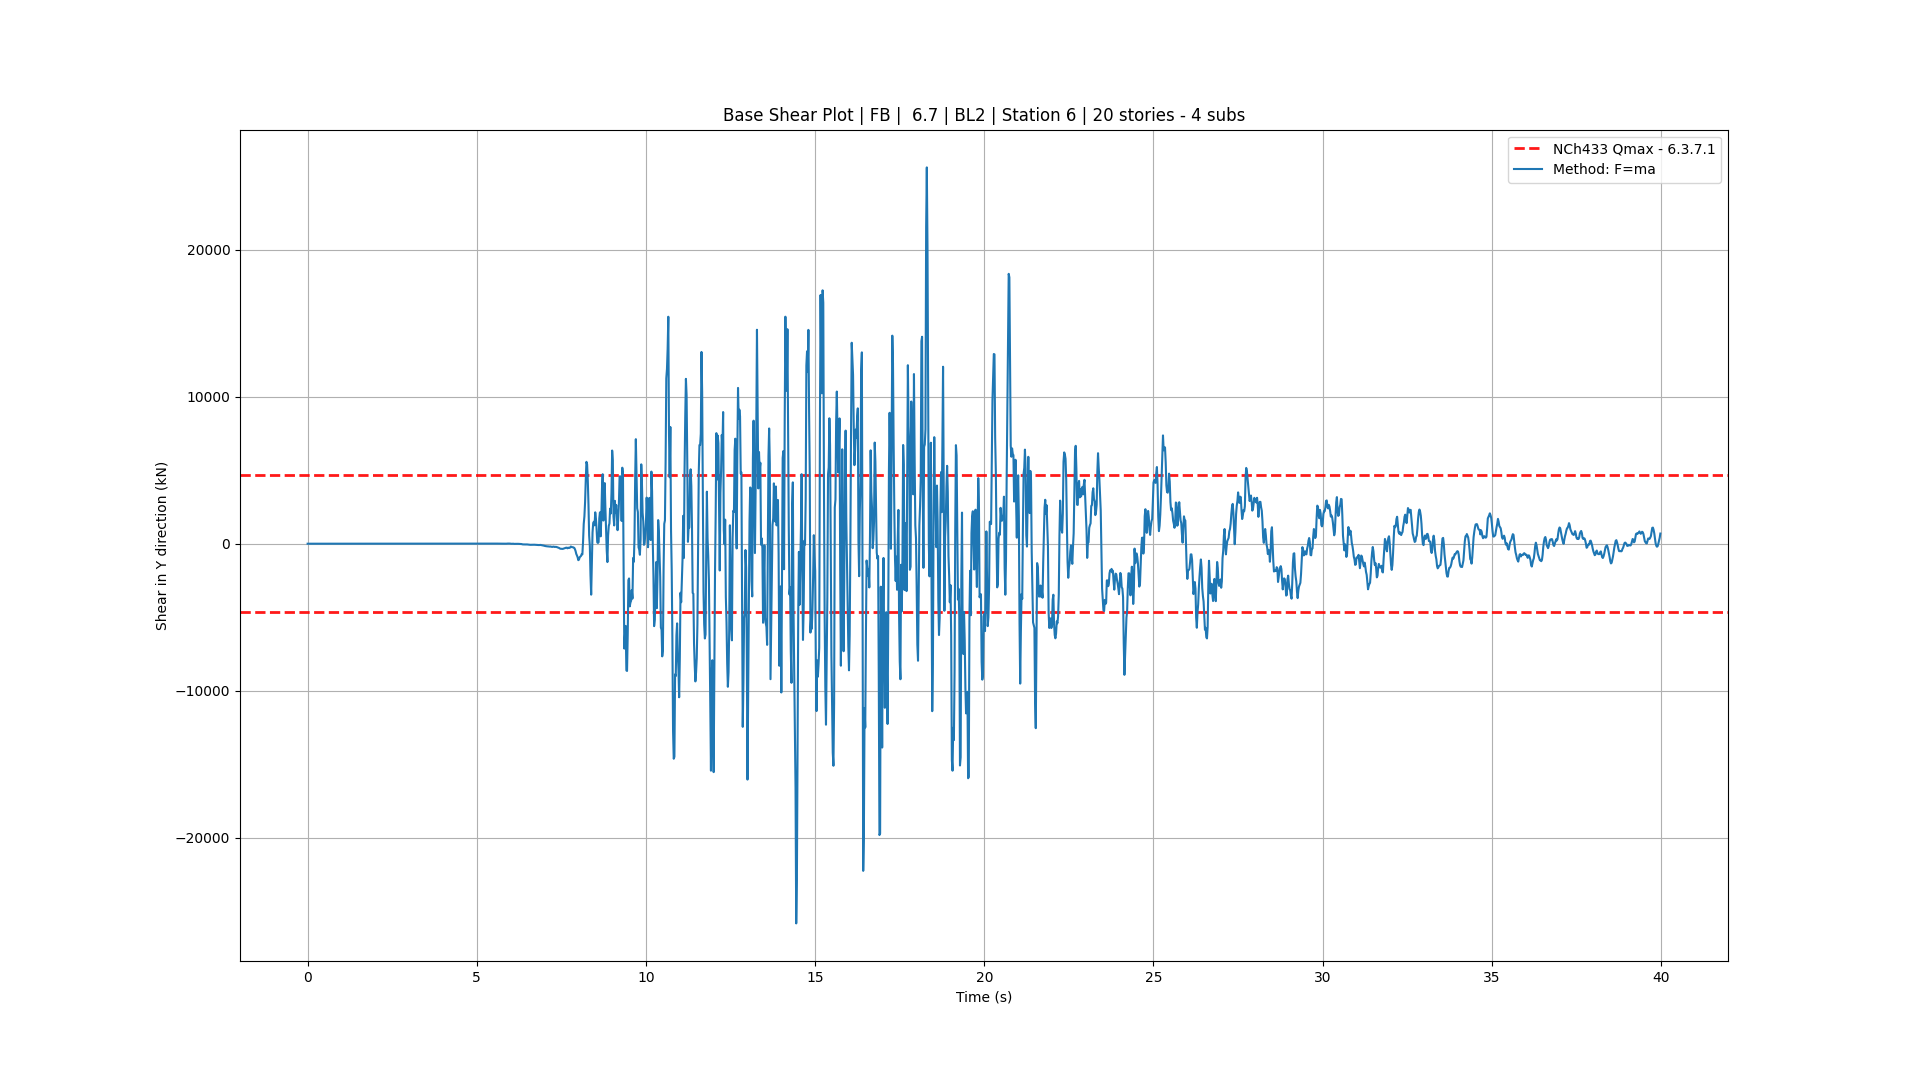 Base Shear Plot | FB |  6.7 | BL2 | Station 6 | 20 stories - 4 subs
NCh433 Qmax - 6.3.7.1
Method: F=ma
Shear in Y direction (kN)
20000
10000
0
−10000
−20000
0 5 10 15 20 25 30 35 40
Time (s)